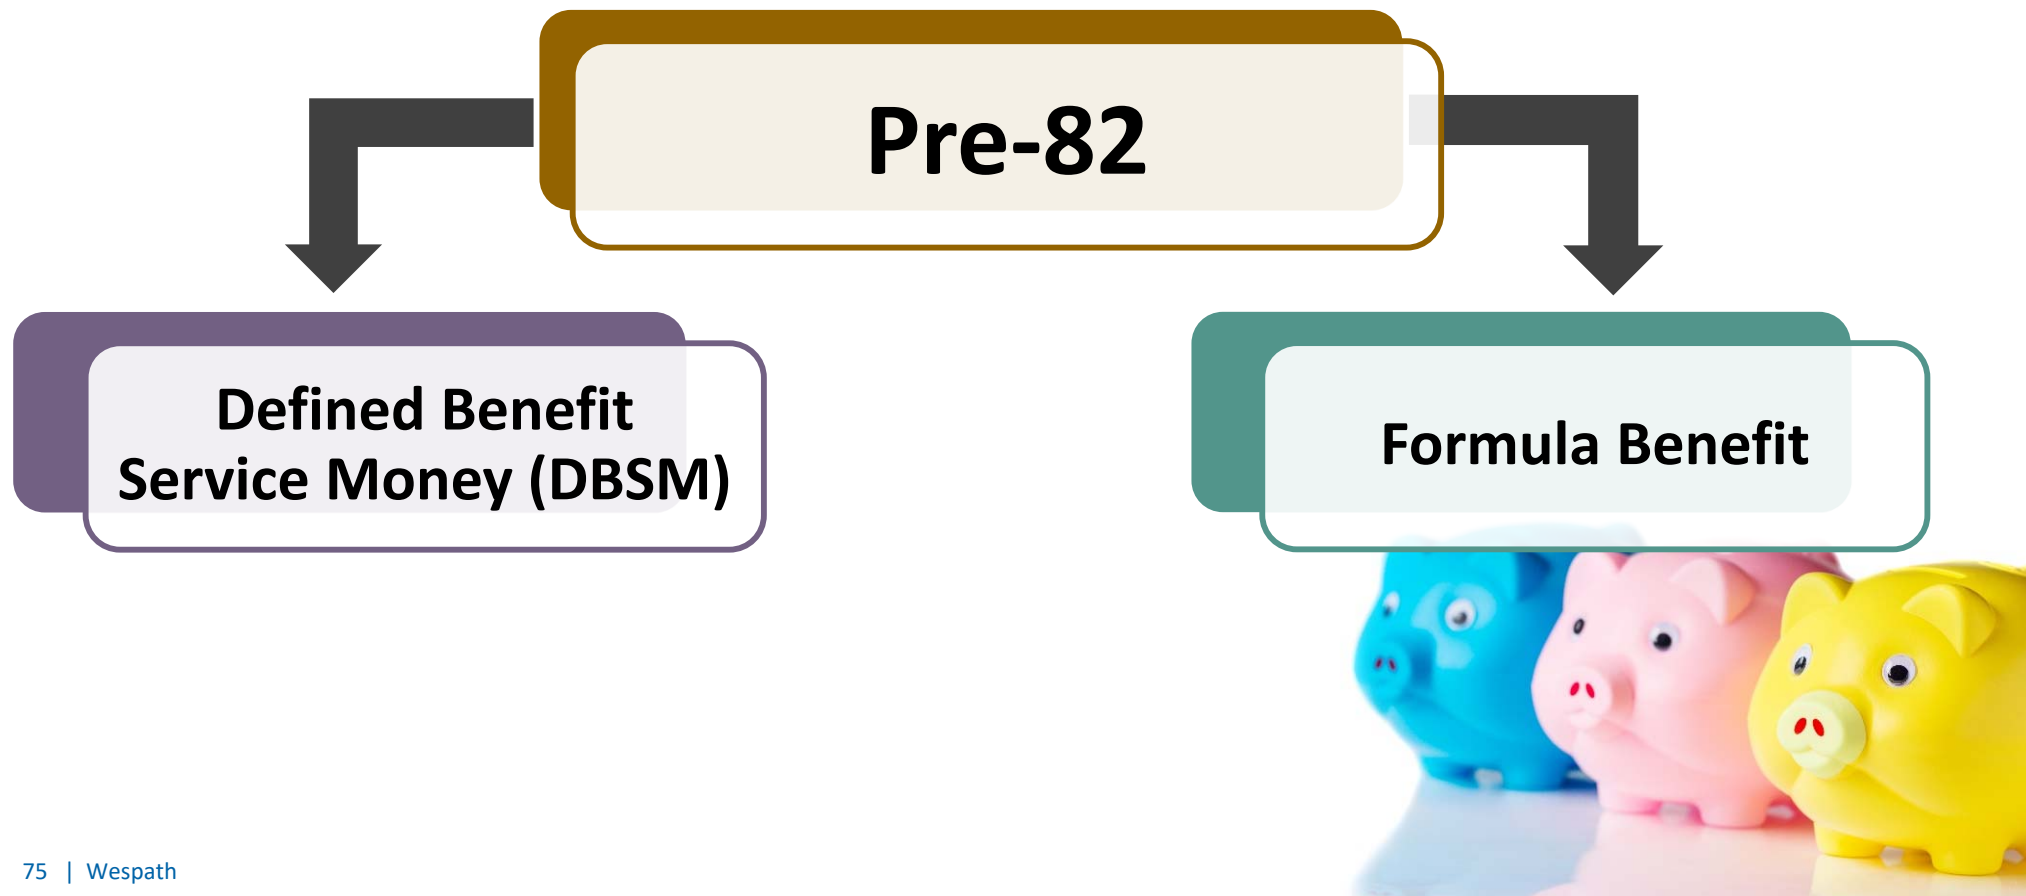 Pre-82
Defined Benefit
Service Money (DBSM)
Formula Benefit
75 | Wespath